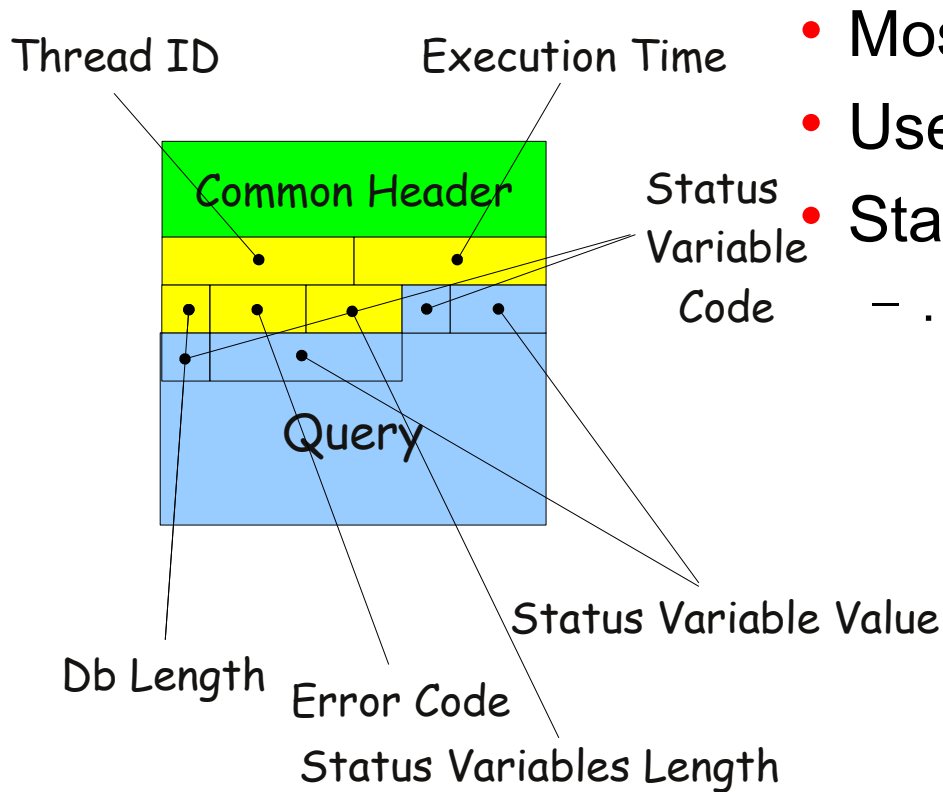 Thread ID
Execution Time
Common Header
Status
Variable
Code
Query
Status Variable Value
Db Length
Error Code
Status Variables Length
– .